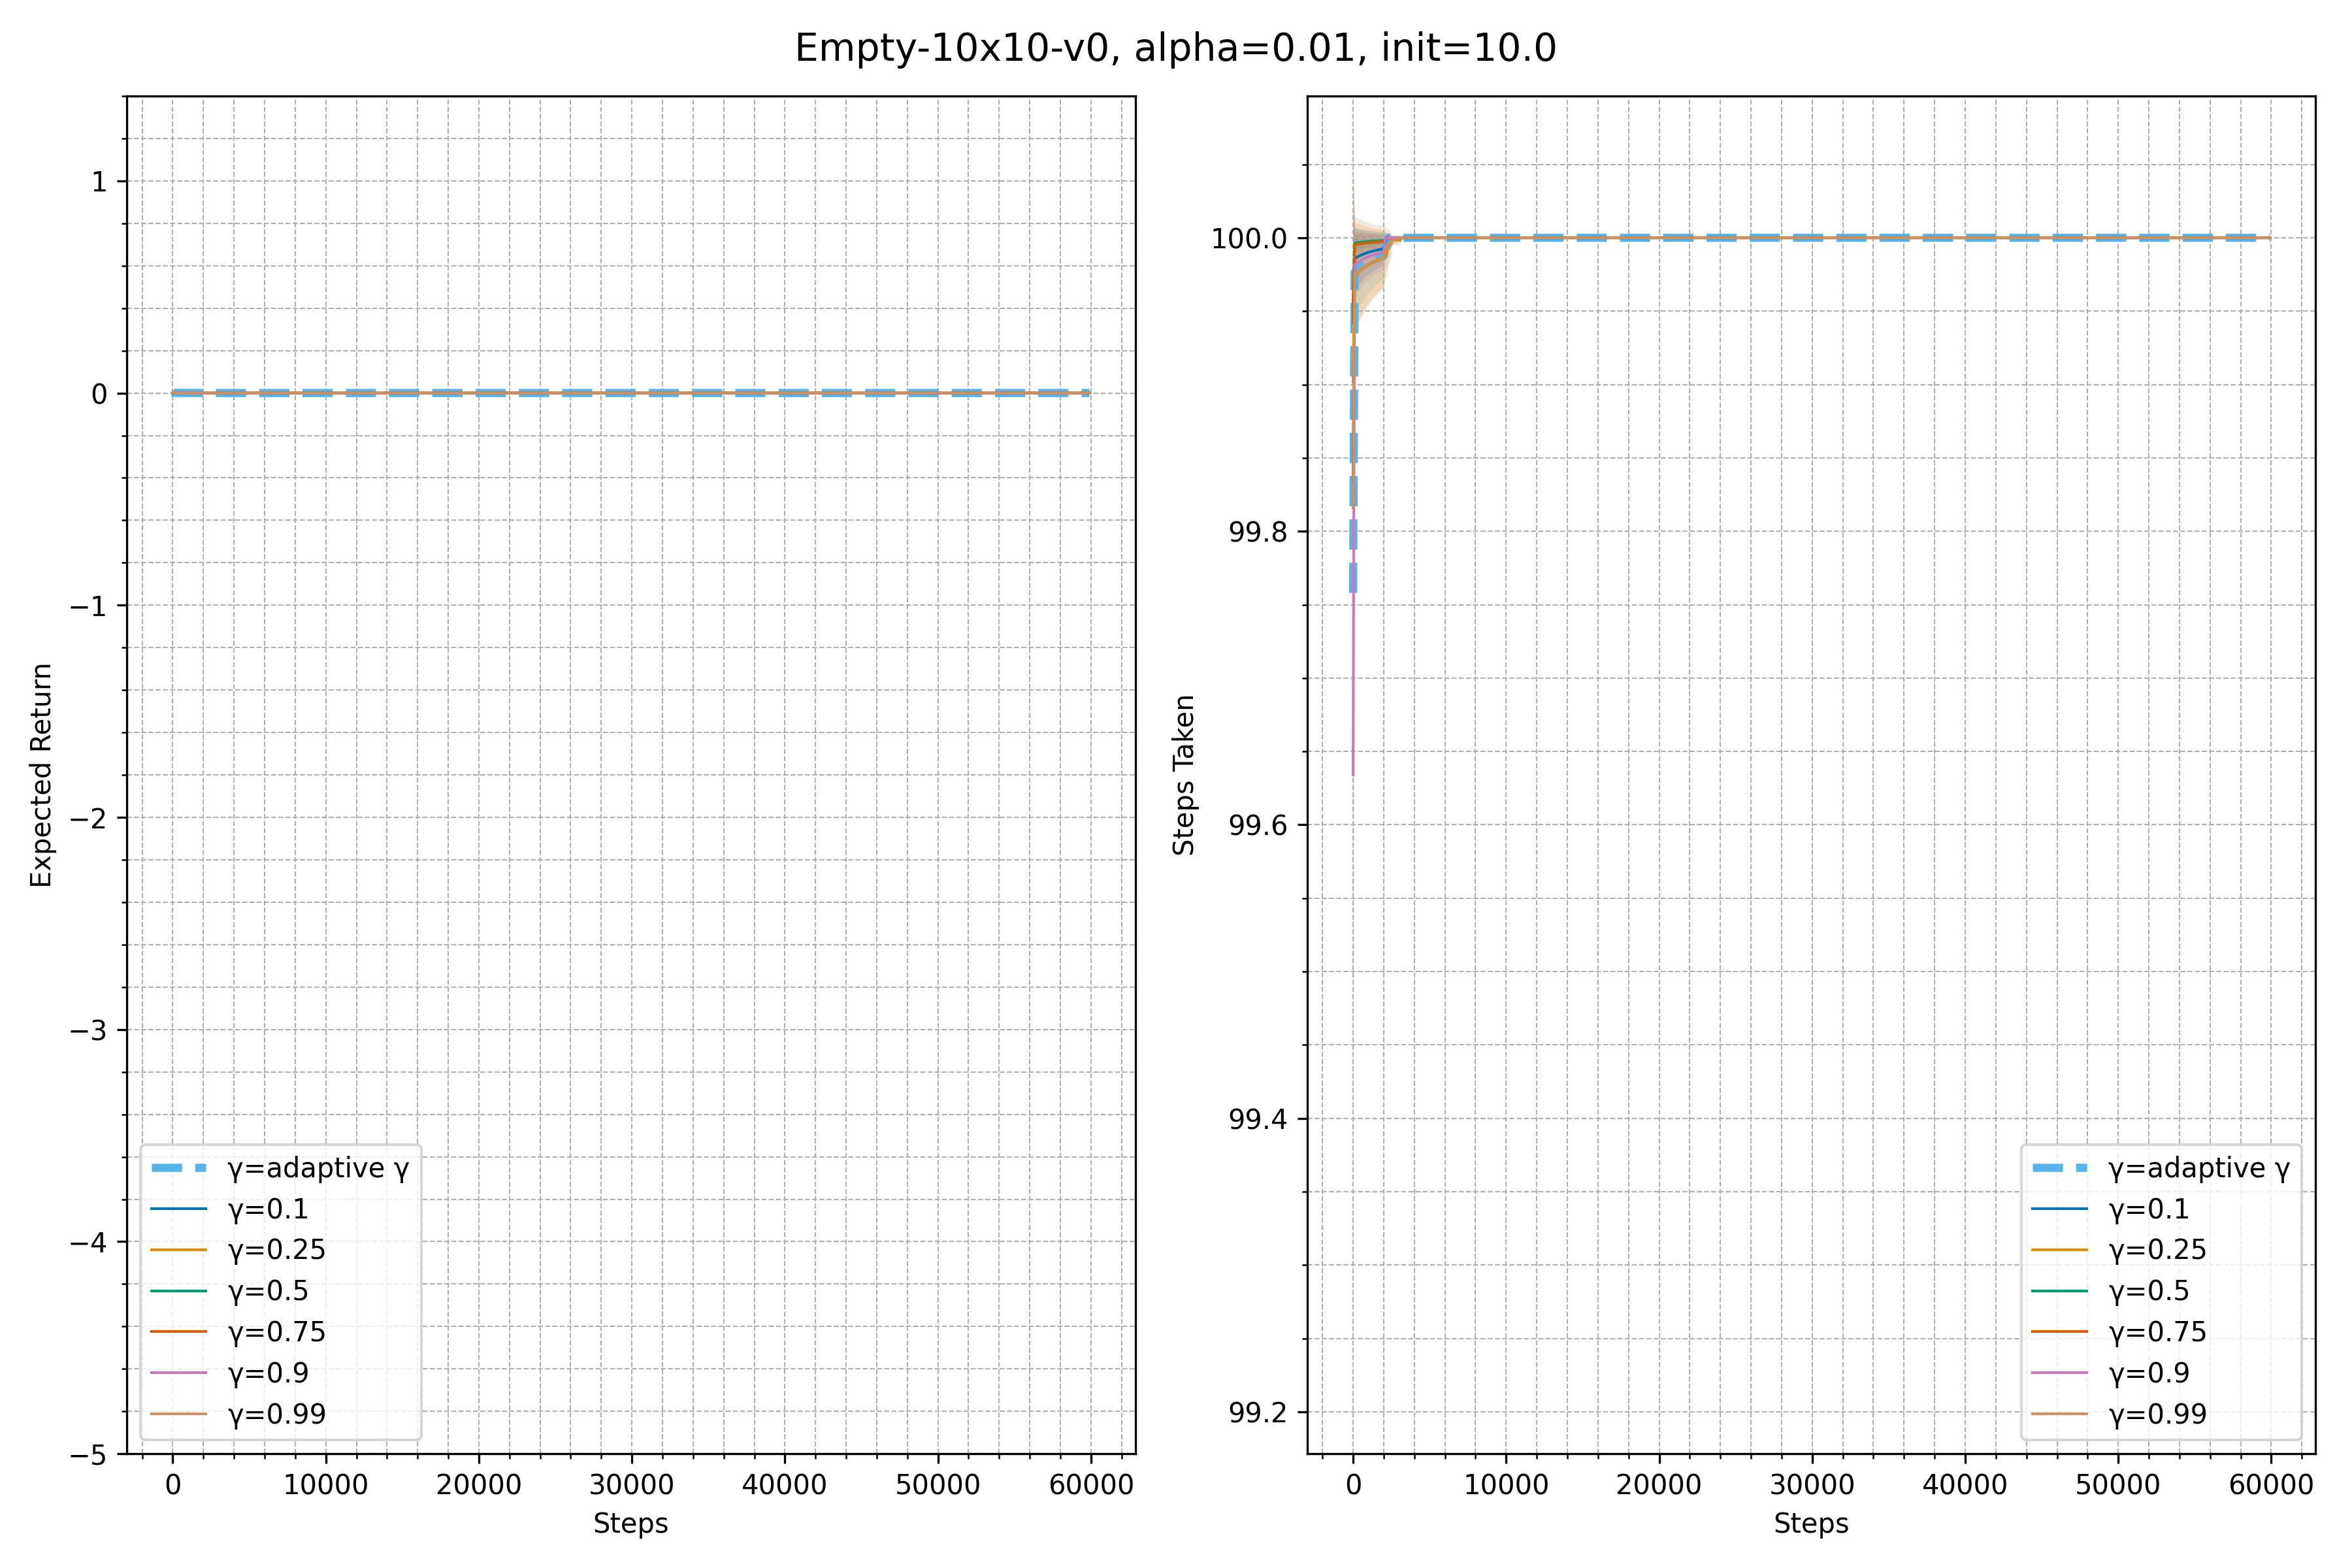 Empty-10x10-v0, alpha=0.01, init=10.0
Expected Return
1
0
−1
−2
−3
−4
−5
0
10000
20000
30000
40000
50000
60000
Steps
γ=adaptive γ
γ=0.1
γ=0.25
γ=0.5
γ=0.75
γ=0.9
γ=0.99
Steps Taken
100.0
99.8
99.6
99.4
99.2
0
10000
20000
30000
40000
50000
60000
Steps
γ=adaptive γ
γ=0.1
γ=0.25
γ=0.5
γ=0.75
γ=0.9
γ=0.99